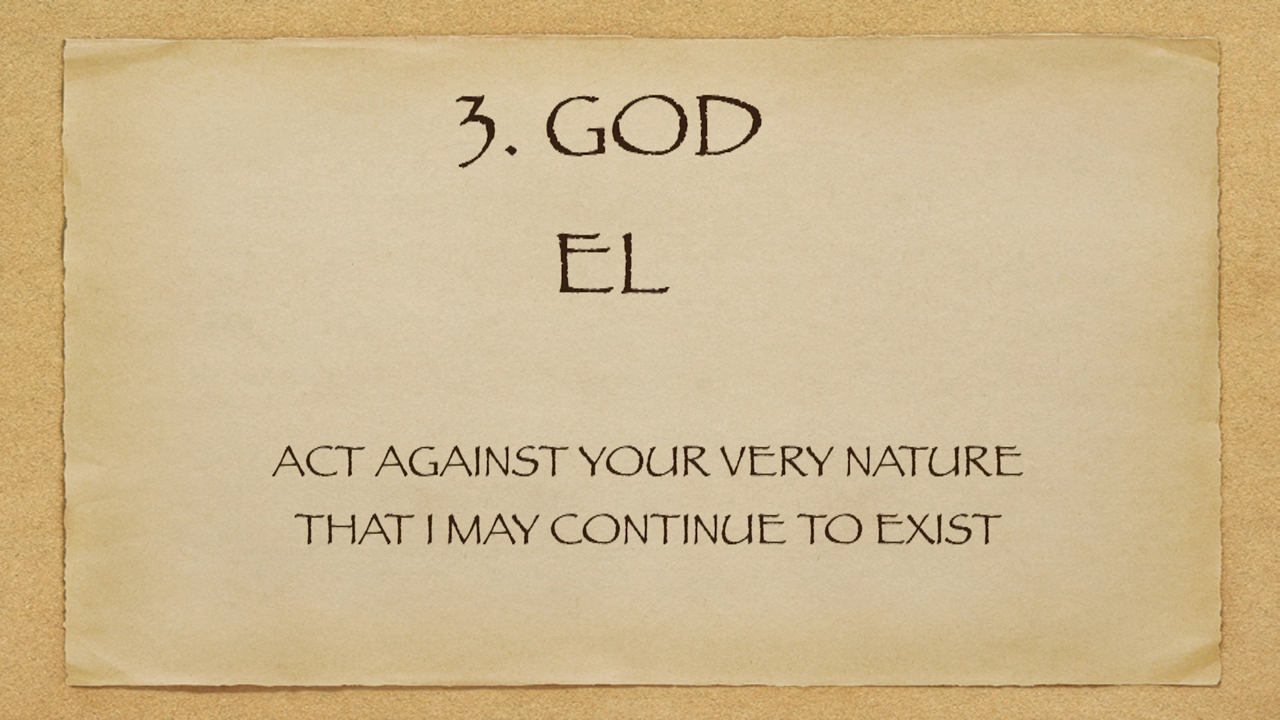 3. GOD
EL
ACT AGAINST YOUR VERY NATURE
THAT I MAY CONTINUE TO EXIST